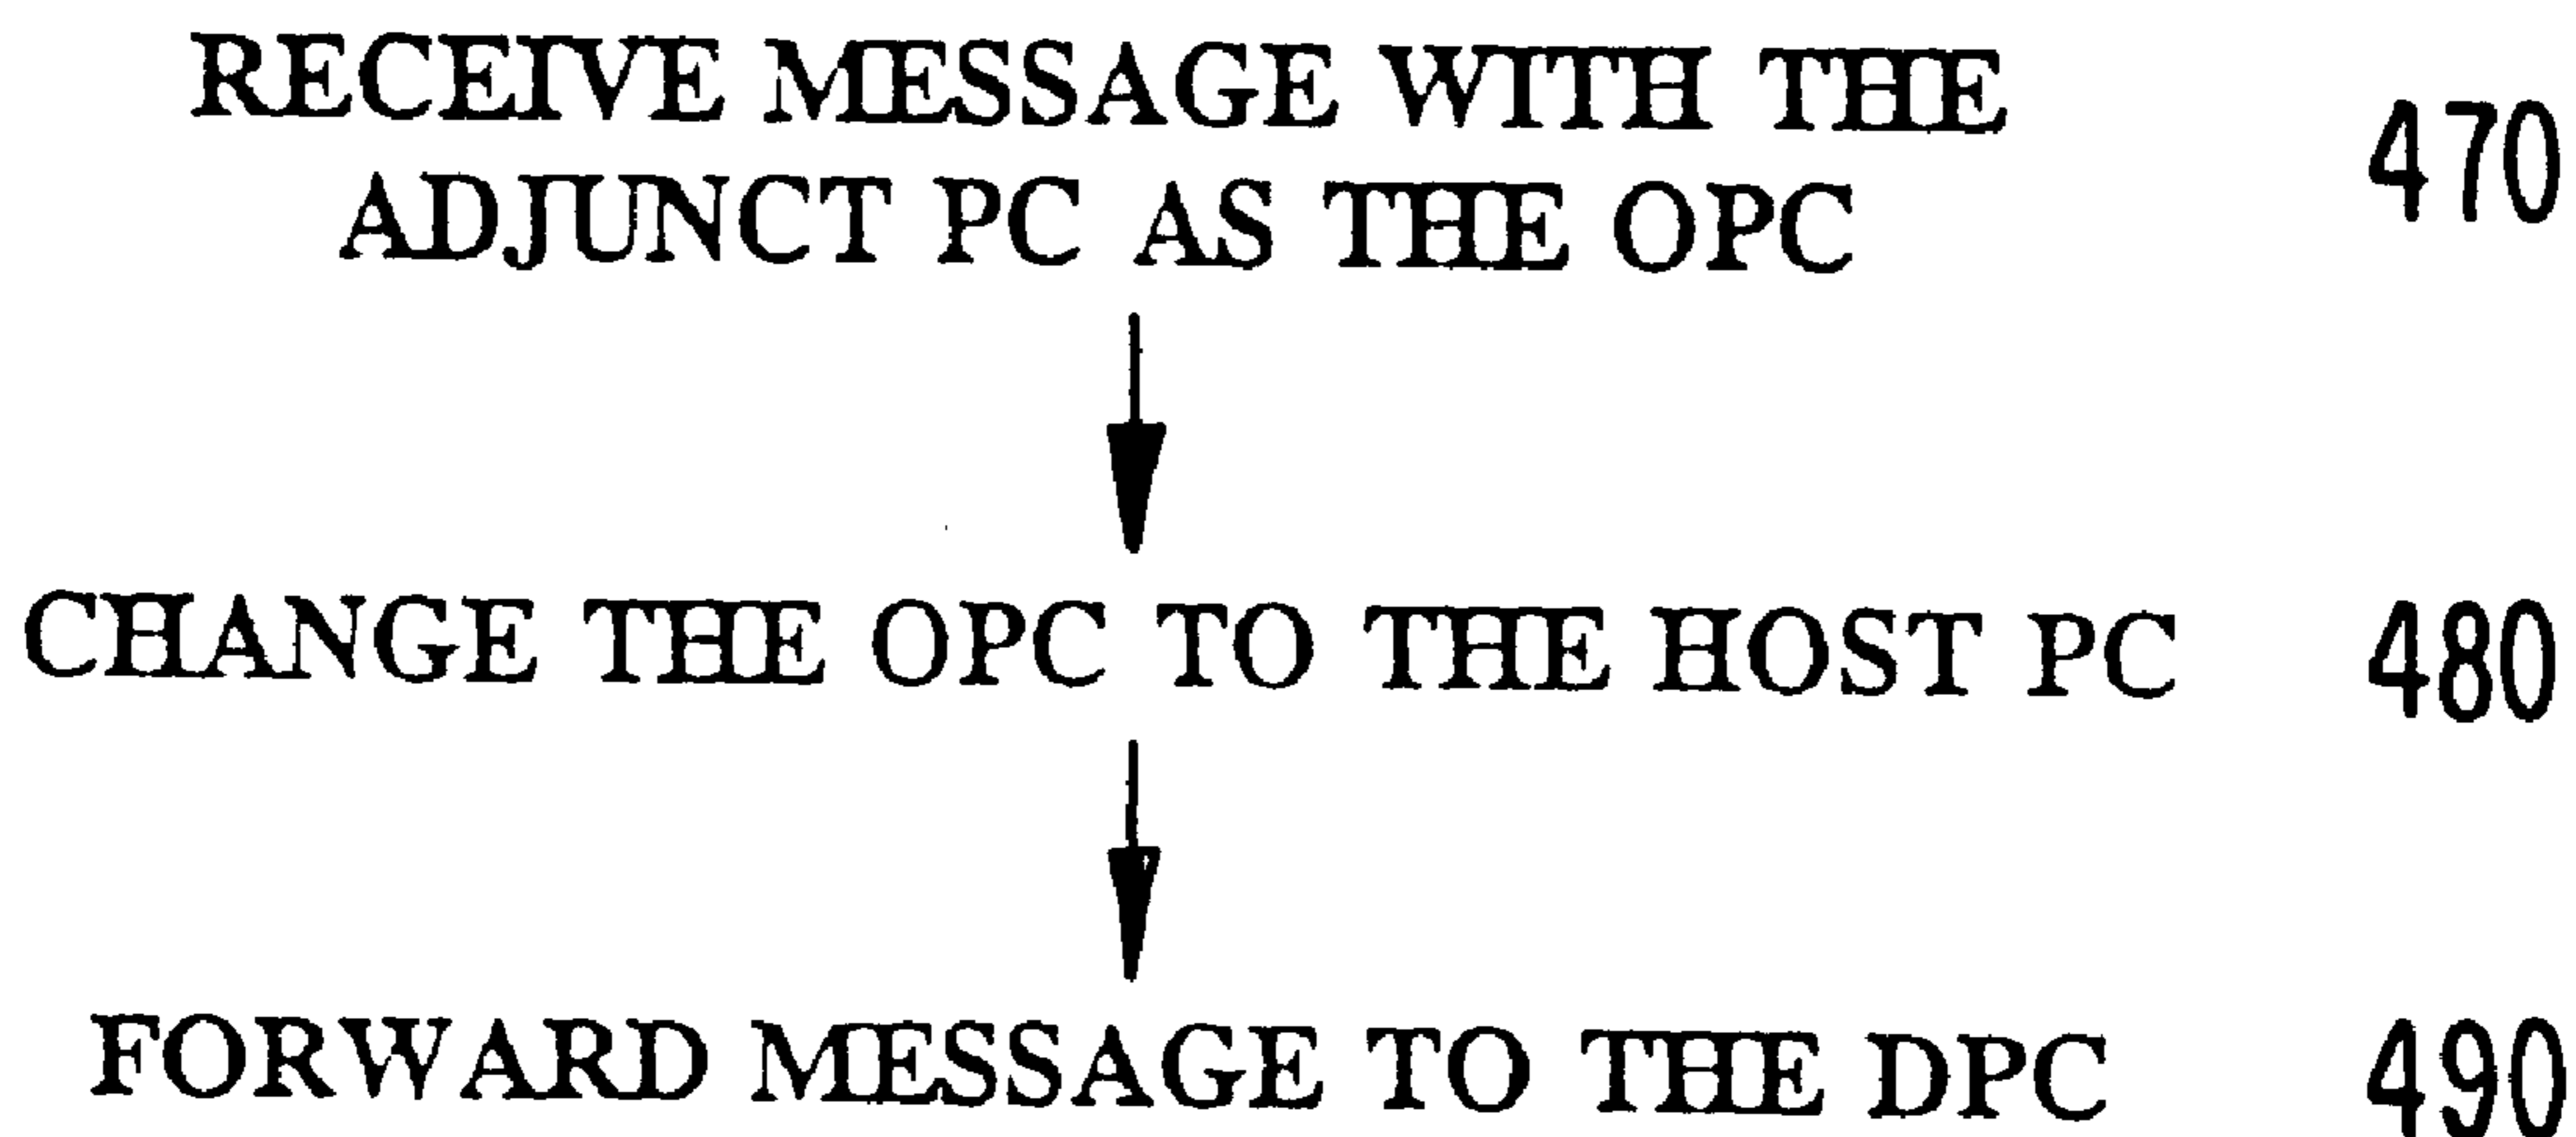 RECEIVE MESSAGE WITH THE
ADJUNCT PC AS THE OPC
470
CHANGE THE OPC TO THE HOST PC
480
FORWARD MESSAGE TO THE DPC
490